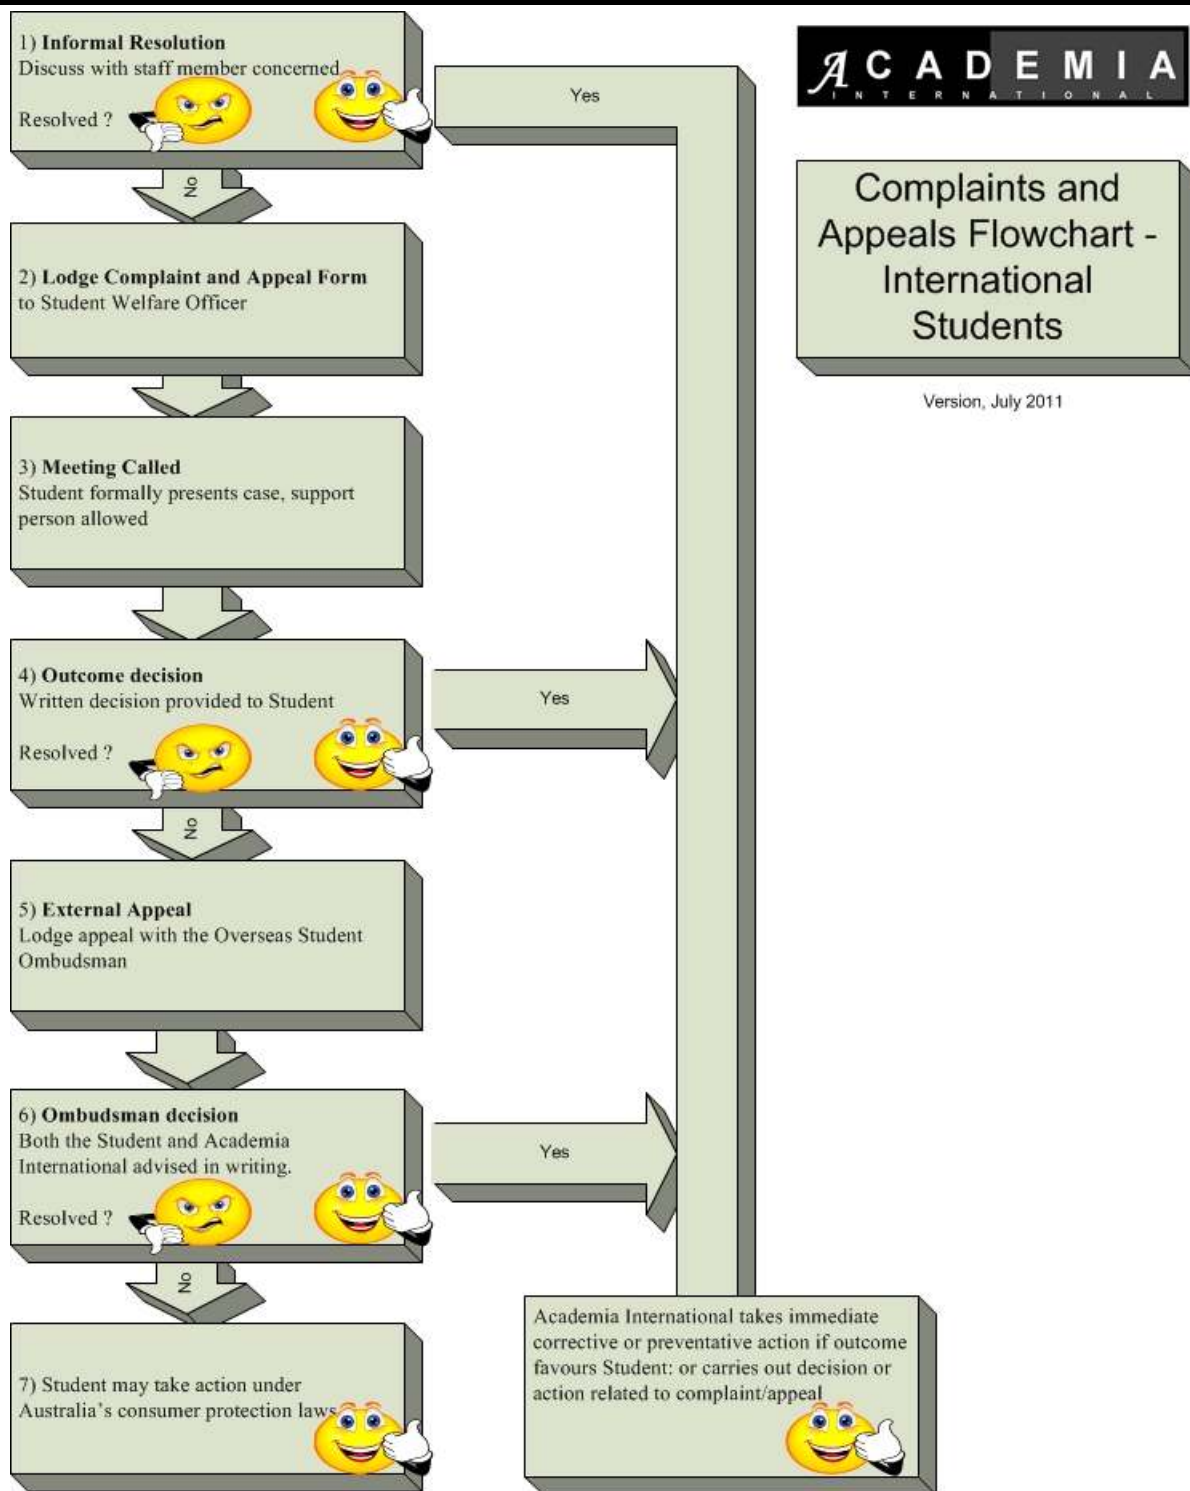 1) Informal Resolution
Discuss with staff member concerned
Resolved ?
Yes
No
ACADEMIA
INTERNATIONAL
Complaints and
Appeals Flowchart -
International
Students
Version, July 2011
2) Lodge Complaint and Appeal Form
to Student Welfare Officer
3) Meeting Called
Student formally presents case, support
person allowed
4) Outcome decision
Written decision provided to Student
Resolved ?
Yes
No
5) External Appeal
Lodge appeal with the Overseas Student
Ombudsman
6) Ombudsman decision
Both the Student and Academia
International advised in writing.
Resolved ?
Yes
No
7) Student may take action under
Australia's consumer protection laws
Academia International takes immediate
corrective or preventative action if outcome
favours Student: or carries out decision or
action related to complaint/appeal